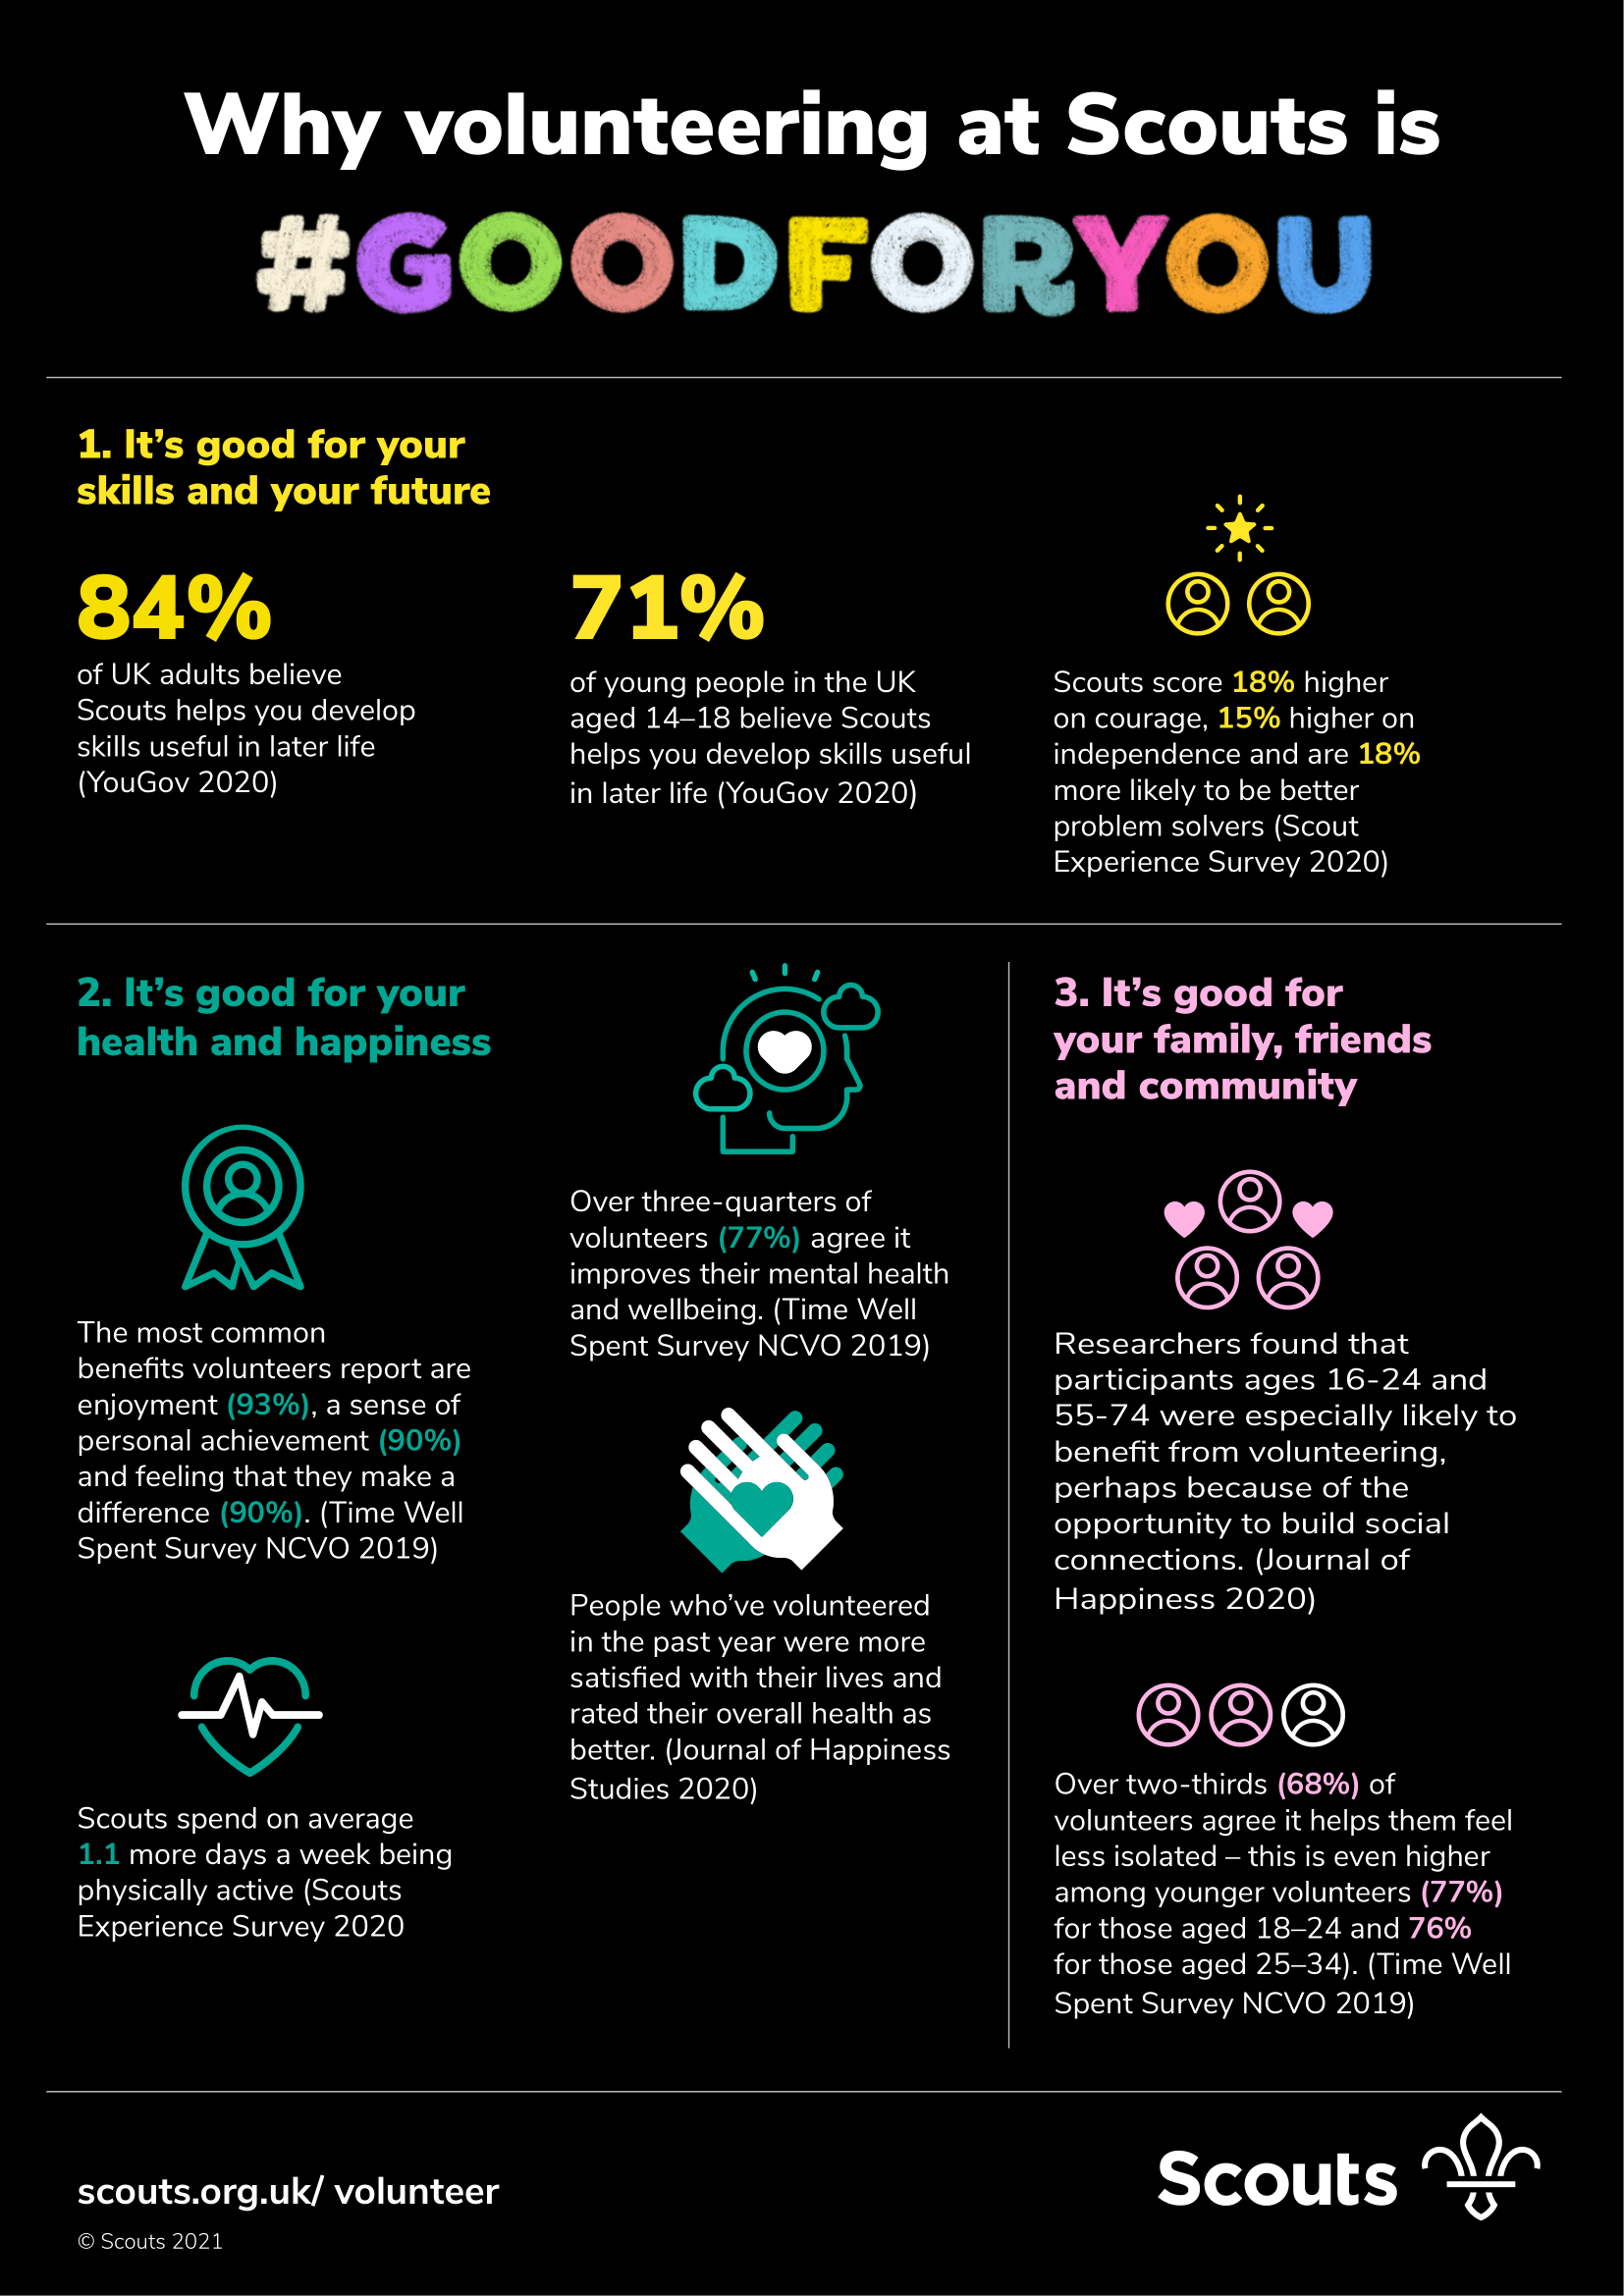 Why volunteering at Scouts is
#GOODFORYOU
1. It’s good for your
skills and your future
84%
of UK adults believe
Scouts helps you develop
skills useful in later life
(YouGov 2020)
71%
of young people in the UK
aged 14–18 believe Scouts
helps you develop skills useful
in later life (YouGov 2020)
Scouts score 18% higher
on courage, 15% higher on
independence and are 18%
more likely to be better
problem solvers (Scout
Experience Survey 2020)
2. It’s good for your
health and happiness
The most common
benefits volunteers report are
enjoyment (93%), a sense of
personal achievement (90%)
and feeling that they make a
difference (90%). (Time Well
Spent Survey NCVO 2019)
Scouts spend on average
1.1 more days a week being
physically active (Scouts
Experience Survey 2020
Over three-quarters of
volunteers (77%) agree it
improves their mental health
and wellbeing. (Time Well
Spent Survey NCVO 2019)
People who’ve volunteered
in the past year were more
satisfied with their lives and
rated their overall health as
better. (Journal of Happiness
Studies 2020)
3. It’s good for
your family, friends
and community
Researchers found that
participants ages 16-24 and
55-74 were especially likely to
benefit from volunteering,
perhaps because of the
opportunity to build social
connections. (Journal of
Happiness 2020)
Over two-thirds (68%) of
volunteers agree it helps them feel
less isolated – this is even higher
among younger volunteers (77%)
for those aged 18–24 and 76%
for those aged 25–34). (Time Well
Spent Survey NCVO 2019)
scouts.org.uk/ volunteer
© Scouts 2021
Scouts